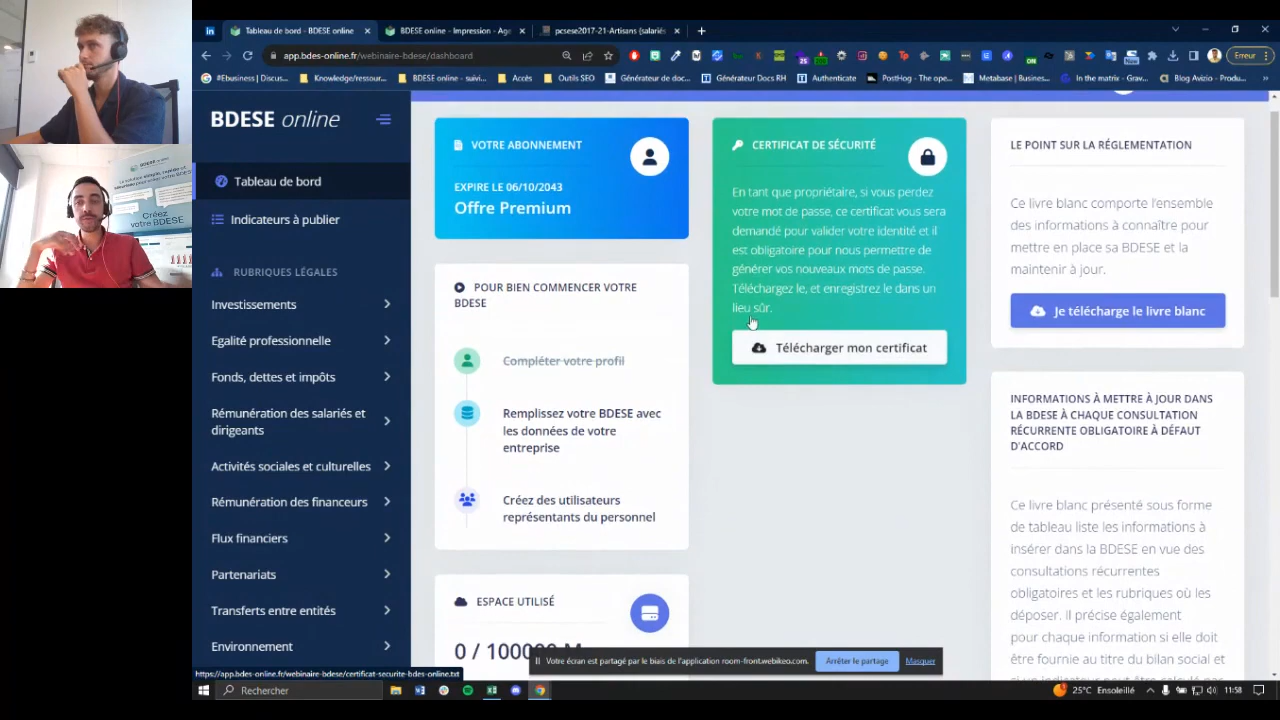 Tableau de bord - BDESE online
BDESE online - Impression - Age
pcsese2017-21-Artisans (salariés
app.bdes-online.fr/webinaire-bdese/dashboard
Erreur
#Ebusiness | Discus...
Knowledge/ressour...
BDESE online - suivi...
Accès
Outils SEO
Générateur de doc...
Générateur Docs RH
Authenticate
PostHog - The ope...
Metabase | Busines...
In the matrix - Grav...
Blog Avizio - Produ...
BDESE online
Tableau de bord
Indicateurs à publier
RUBRIQUES LÉGALES
Investissements
Egalité professionnelle
Fonds, dettes et impôts
Rémunération des salariés et
dirigeants
Activités sociales et culturelles
Rémunération des financeurs
Flux financiers
Partenariats
Transferts entre entités
Environnement
https://app.bdes-online.fr/webinaire-bdese/certificat-securite-bdes-online.txt
VOTRE ABONNEMENT
EXPIRE LE 06/10/2043
Offre Premium
POUR BIEN COMMENCER VOTRE
BDESE
Compléter votre profil
Remplissez votre BDESE avec
les données de votre
entreprise
Créez des utilisateurs
représentants du personnel
ESPACE UTILISÉ
0 / 100000 M
CERTIFICAT DE SÉCURITÉ
En tant que propriétaire, si vous perdez
votre mot de passe, ce certificat vous sera
demandé pour valider votre identité et il
est obligatoire pour nous permettre de
générer vos nouveaux mots de passe.
Téléchargez le, et enregistrez le dans un
lieu sûr.
Télécharger mon certificat
LE POINT SUR LA RÉGLEMENTATION
Ce livre blanc comporte l'ensemble
des informations à connaître pour
mettre en place sa BDESE et la
maintenir à jour.
Je télécharge le livre blanc
INFORMATIONS À METTRE À JOUR DANS
LA BDESE À CHAQUE CONSULTATION
RÉCURRENTE OBLIGATOIRE À DÉFAUT
D'ACCORD
Ce livre blanc présenté sous forme
de tableau liste les informations à
insérer dans la BDESE en vue des
consultations récurrentes
obligatoires et les rubriques où les
déposer. Il précise également
pour chaque information si elle doit
être fournie au titre du bilan social et
Votre écran est partagé par le biais de l'application room-front.webikeo.com.
Arrêter le partage
Masquer
Rechercher
25°C Ensoleillé
11:58
Créez
votre BDESE